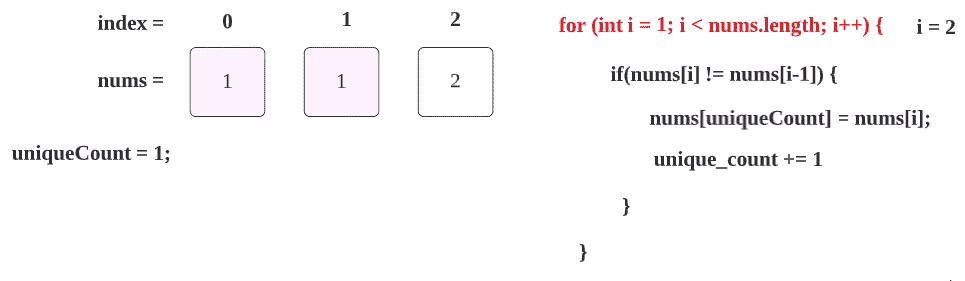 index = 0 1 2
nums = 1 1 2
uniqueCount = 1;
for (int i = 1; i < nums.length; i++) { i = 2
if(nums[i] != nums[i-1]) {
nums[uniqueCount] = nums[i];
unique_count += 1
}
}